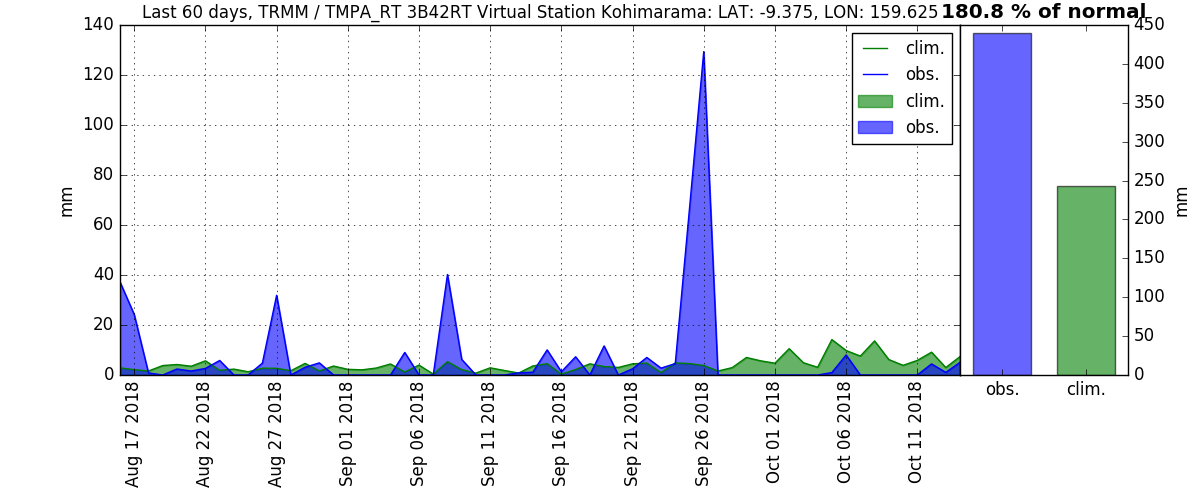 Last 60 days, TRMM / TMPA_RT 3B42RT Virtual Station Kohimarama: LAT: -9.375, LON: 159.625
180.8 % of normal
140
120
100
80
60
40
20
0
mm
clim.
obs.
clim.
obs.
Aug 17 2018
Aug 22 2018
Aug 27 2018
Sep 01 2018
Sep 06 2018
Sep 11 2018
Sep 16 2018
Sep 21 2018
Sep 26 2018
Oct 01 2018
Oct 06 2018
Oct 11 2018
450
400
350
300
250
200
150
100
50
0
mm
obs.
clim.